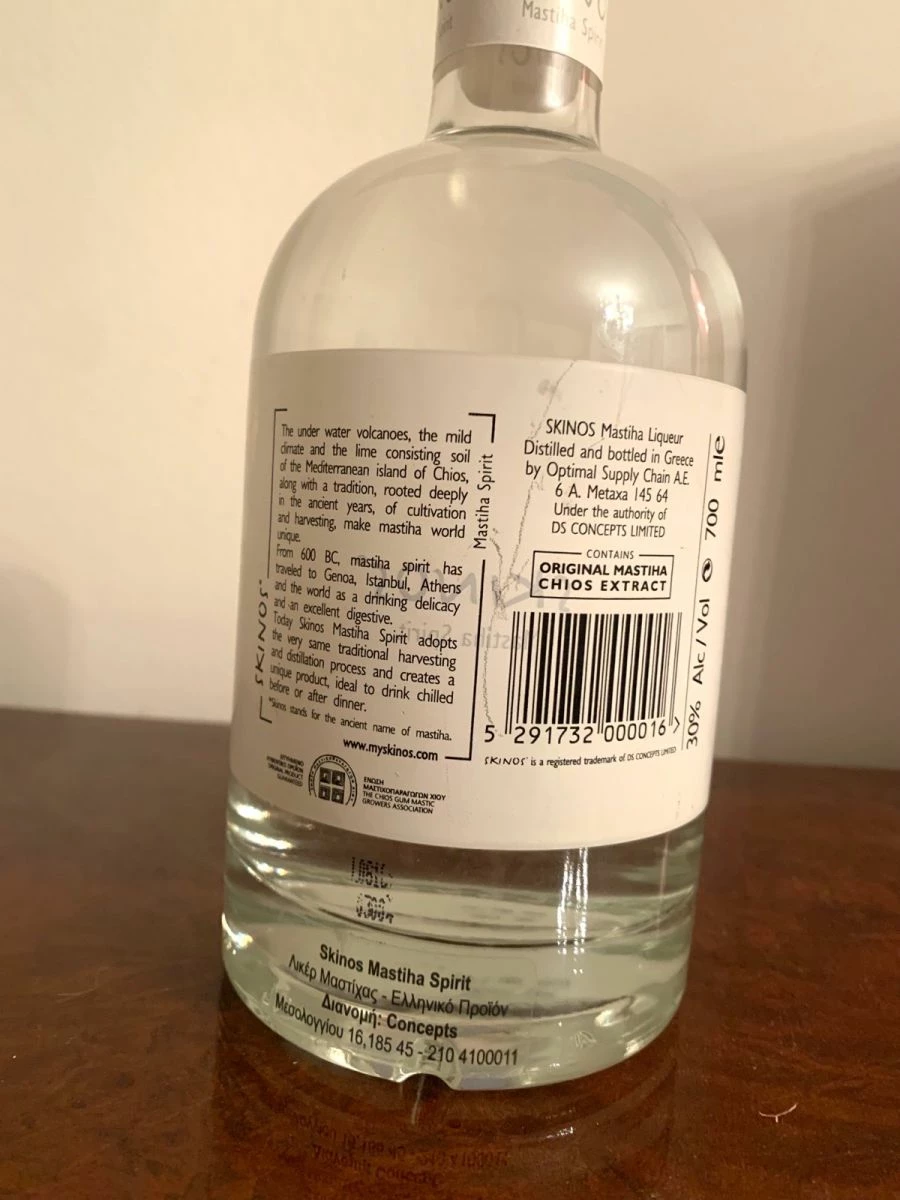 Mastiha Spirit
The under water volcanoes, the mild
climate and the lime consisting soil
of the Mediterranean island of Chios,
along with a tradition, rooted deeply
in the ancient years, of cultivation
and harvesting, make mastiha world
unique.
From 600 BC, mastiha spirit has
traveled to Genoa, Istanbul, Athens
and the world as a drinking delicacy
and an excellent digestive.
Today Skinos Mastiha Spirit adopts
the very same traditional harvesting
and distillation process and creates a
unique product, ideal to drink chilled
before or after dinner.
*Skinos stands for the ancient name of mastiha.
www.myskinos.com
SKINOS*
Mastiha Spirit
ORIGINAL PRODUCT
GUARANTEED
ΕΝΩΣΗ
ΜΑΣΤΙΧΟΠΑΡΑΓΩΓΩΝ ΧΙΟΥ
THE CHIOS GUM MASTIC
GROWERS ASSOCIATION
SKINOS Mastiha Liqueur
Distilled and bottled in Greece
by Optimal Supply Chain A.E.
6 A. Metaxa 145 64
Under the authority of
DS CONCEPTS LIMITED
CONTAINS
ORIGINAL MASTIHA
CHIOS EXTRACT
5 291732 000016 >
SKINOS is a registered trademark of DS CONCEPTS LIMITED
30% Alc / Vol 700 mle
Skinos Mastiha Spirit
Λικέρ Μαστίχας - Ελληνικό Προϊόν
Διανομή: Concepts
Μεσολογγίου 16,185 45 - 210 4100011